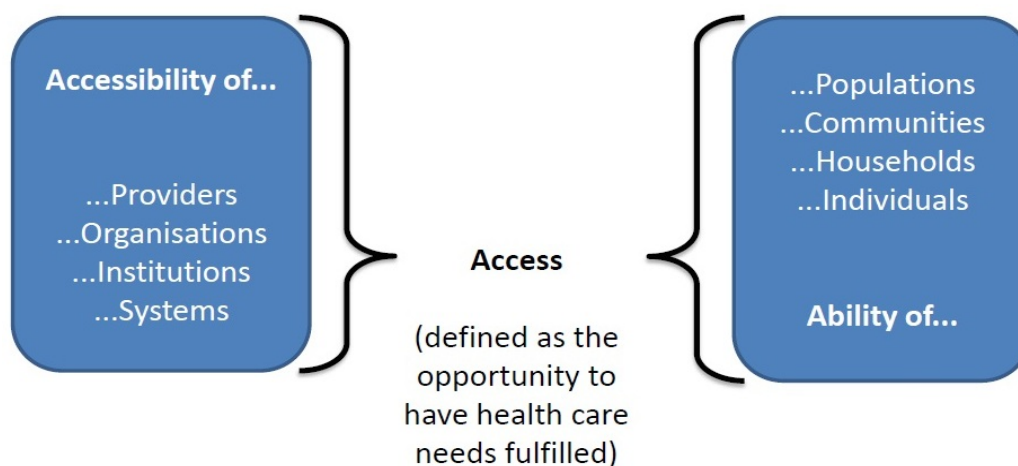 Accessibility of...
...Providers
...Organisations
...Institutions
...Systems
Access
(defined as the
opportunity to
have health care
needs fulfilled)
...Populations
...Communities
...Households
...Individuals
Ability of...